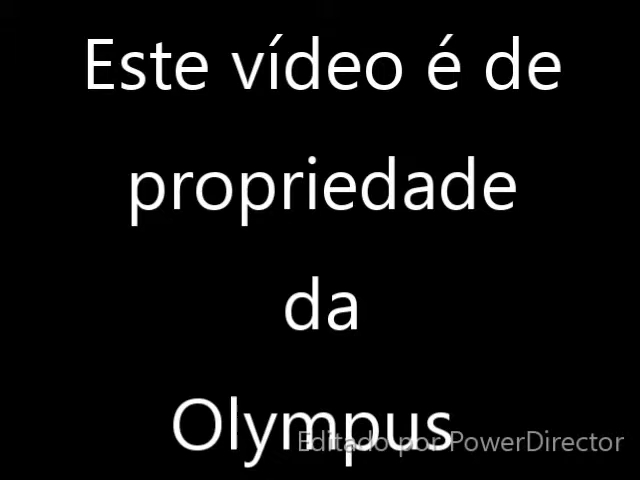 Este vídeo é de
propriedade
da
Olympus
Editado por PowerDirector